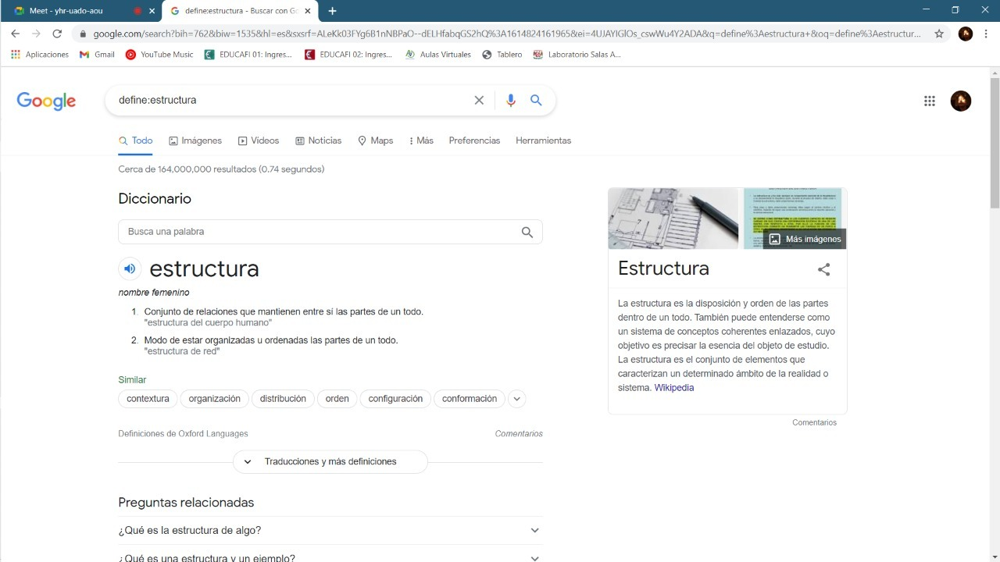 Meet - yhr-uado-aou
define:estructura - Buscar con Go
google.com/search?bih=762&biw=1535&hl=es&sxsrf=ALeKk03FYg6B1nNBPaO--dELHfabqGS2hQ%3A1614824161965&ei=4UJAYIGfOs_cswWu4Y2ADA&q=define%3Aestructura+&oq=define%3Aestructur...
Aplicaciones
Gmail
YouTube Music
EDUCAFI 01: Ingres...
EDUCAFI 02: Ingres...
Aulas Virtuales
Tablero
Laboratorio Salas A...
Google
define:estructura
Todo
Imágenes
Videos
Noticias
Maps
Más
Preferencias
Herramientas
Cerca de 164,000,000 resultados (0.74 segundos)
Diccionario
Busca una palabra
estructura
nombre femenino
1. Conjunto de relaciones que mantienen entre sí las partes de un todo.
"estructura del cuerpo humano"
2. Modo de estar organizadas u ordenadas las partes de un todo.
"estructura de red"
Similar
contextura
organización
distribución
orden
configuración
conformación
Definiciones de Oxford Languages
Comentarios
Traducciones y más definiciones
Preguntas relacionadas
¿Qué es la estructura de algo?
¿Qué es una estructura y un ejemplo?
Más imágenes
Estructura
La estructura es la disposición y orden de las partes
dentro de un todo. También puede entenderse como
un sistema de conceptos coherentes enlazados, cuyo
objetivo es precisar la esencia del objeto de estudio.
La estructura es el conjunto de elementos que
caracterizan un determinado ámbito de la realidad o
sistema. Wikipedia
Comentarios